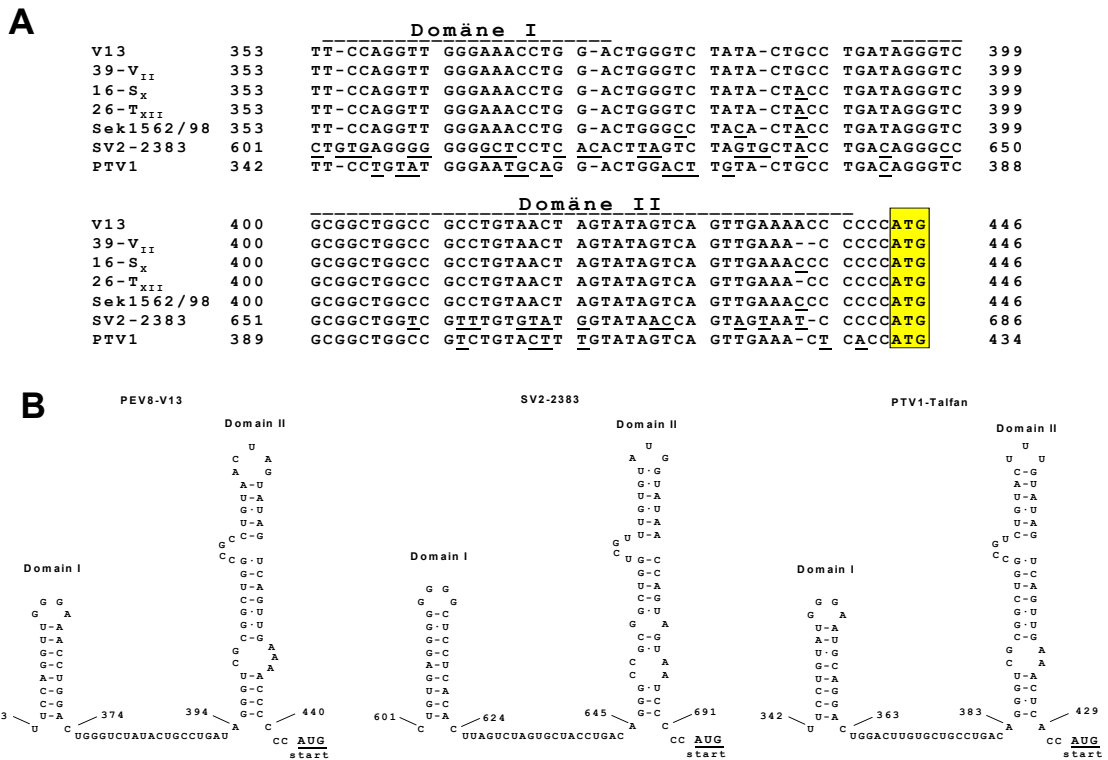 A
Domäne I
V13 353 TT-CCAGGTT GGGAAACCTG G-ACTGGGTC TATA-CTGCC TGATAGGGTC 399
39-VII 353 TT-CCAGGTT GGGAAACCTG G-ACTGGGTC TATA-CTGCC TGATAGGGTC 399
16-SX 353 TT-CCAGGTT GGGAAACCTG G-ACTGGGTC TATA-CTACC TGATAGGGTC 399
26-TXII 353 TT-CCAGGTT GGGAAACCTG G-ACTGGGTC TATA-CTACC TGATAGGGTC 399
Sek1562/98 353 TT-CCAGGTT GGGAAACCTG G-ACTGGGCC TACA-CTACC TGATAGGGTC 399
SV2-2383 601 CTGTGAGGGG GGGGCTCCTC ACACTTAGTC TAGTGCTACC TGACAGGGCC 650
PTV1 342 TT-CCTGTAT GGGAATGCAG G-ACTGGACT TGTA-CTGCC TGACAGGGTC 388
Domäne II
V13 400 GCGGCTGGCC GCCTGTAACT AGTATAGTCA GTTGAAAACC CCCCATG 446
39-VII 400 GCGGCTGGCC GCCTGTAACT AGTATAGTCA GTTGAAA--C CCCCATG 446
16-SX 400 GCGGCTGGCC GCCTGTAACT AGTATAGTCA GTTGAAACCC CCCCATG 446
26-TXII 400 GCGGCTGGCC GCCTGTAACT AGTATAGTCA GTTGAAA-CC CCCCATG 446
Sek1562/98 400 GCGGCTGGCC GCCTGTAACT AGTATAGTCA GTTGAAACCC CCCCATG 446
SV2-2383 651 GCGGCTGGTCG TTTGTGTAT GGTATAACCA GTAGTAAT-C CCCCATG 686
PTV1 389 GCGGCTGGCCG TCTGTACTT TGTATAGTCA GTTGAAA-CT CACCATG 434
B
PEV8-V13
Domain II
Domain I
3
374
394
440
UGGGUCUAUACUGCCUGAU
CC AUG
start
SV2-2383
Domain II
Domain I
601
624
645
691
UUAGUCUAGUGCUACCUGAC
CC AUG
start
PTV1-Talfan
Domain II
Domain I
342
363
383
429
UGGACUUGUGCUGCCUGAC
ACC AUG
start